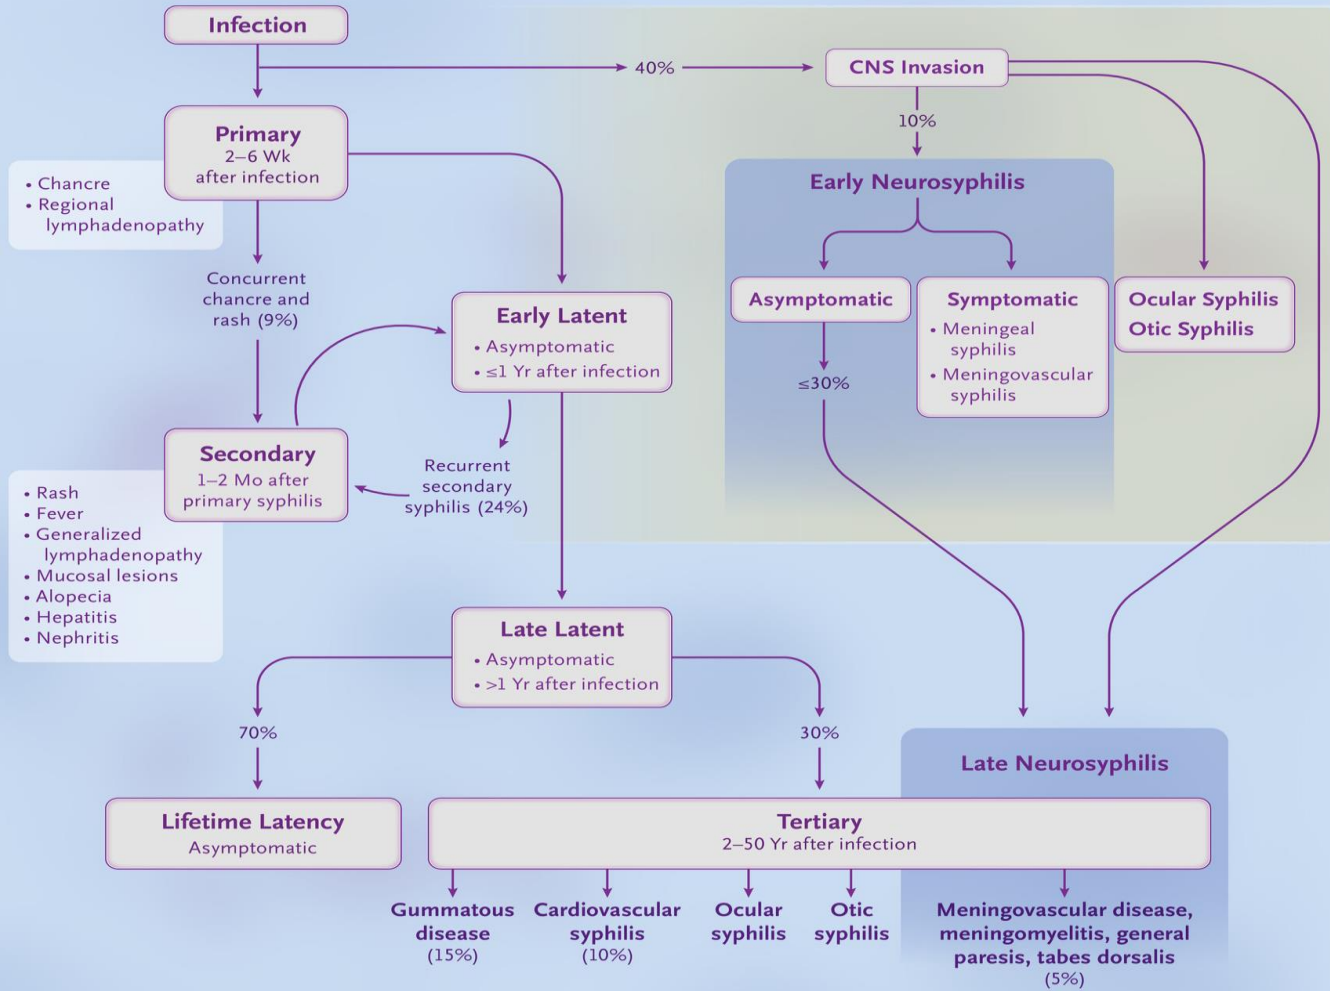 Infection
40%
CNS Invasion
10%
Primary
2–6 Wk
after infection
• Chancre
• Regional
lymphadenopathy
Early Neurosyphilis
Concurrent
chancre and
rash (9%)
Early Latent
• Asymptomatic
• ≤1 Yr after infection
Asymptomatic
≤30%
Symptomatic
• Meningeal
syphilis
• Meningovascular
syphilis
Ocular Syphilis
Otic Syphilis
Secondary
1–2 Mo after
primary syphilis
Recurrent
secondary
syphilis (24%)
• Rash
• Fever
• Generalized
lymphadenopathy
• Mucosal lesions
• Alopecia
• Hepatitis
• Nephritis
Late Latent
• Asymptomatic
• >1 Yr after infection
70%
30%
Late Neurosyphilis
Lifetime Latency
Asymptomatic
Tertiary
2–50 Yr after infection
Gummatous
disease
(15%)
Cardiovascular
syphilis
(10%)
Ocular
syphilis
Otic
syphilis
Meningovascular disease,
meningomyelitis, general
paresis, tabes dorsalis
(5%)